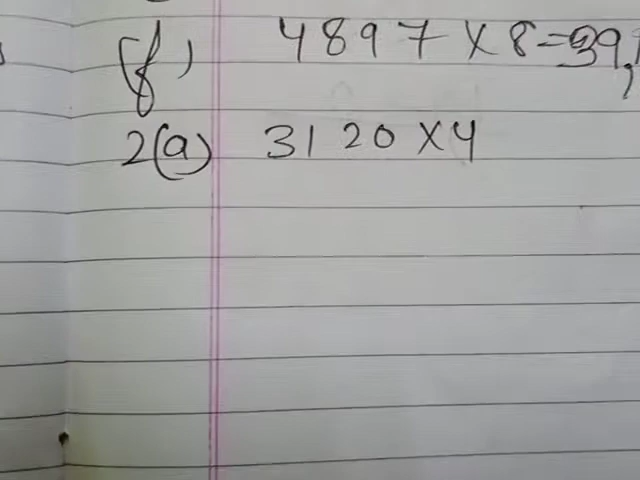 (f) 4897 × 8 = 39,
2(a) 3120 × 4